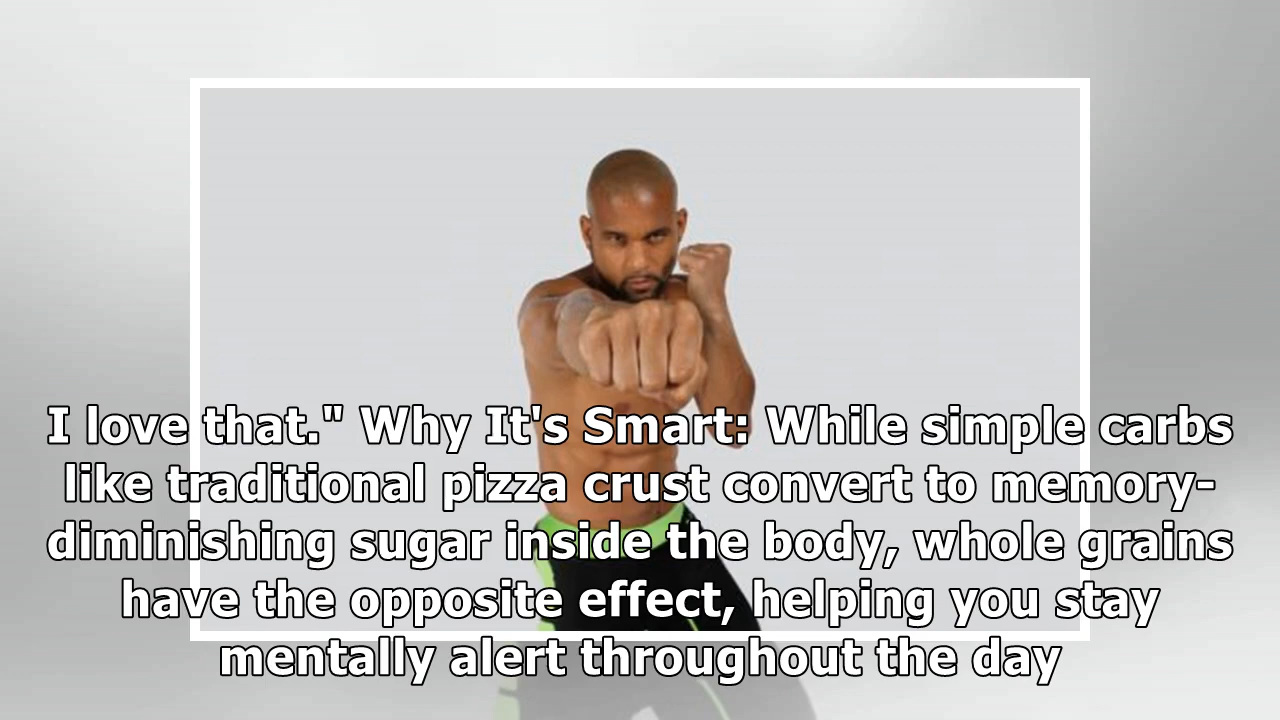 I love that." Why It's Smart: While simple carbs
like traditional pizza crust convert to memory-
diminishing sugar inside the body, whole grains
have the opposite effect, helping you stay
mentally alert throughout the day